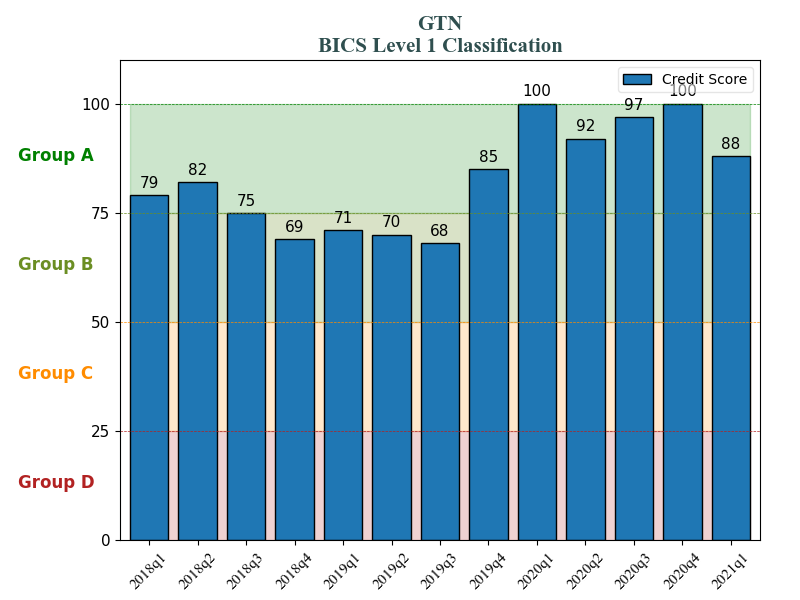 GTN
BICS Level 1 Classification
Credit Score
100
75
50
25
0
Group A
Group B
Group C
Group D
79
82
75
69
71
70
68
85
100
92
97
100
88
2018q1
2018q2
2018q3
2018q4
2019q1
2019q2
2019q3
2019q4
2020q1
2020q2
2020q3
2020q4
2021q1